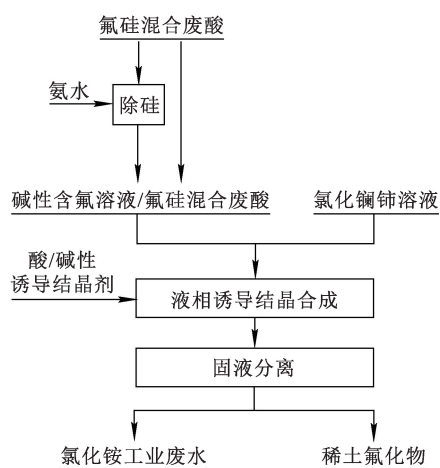 氟硅混合废酸
氨水
除硅
碱性含氟溶液/氟硅混合废酸
氯化镧铈溶液
酸/碱性
诱导结晶剂
液相诱导结晶合成
固液分离
氯化铵工业废水
稀土氟化物